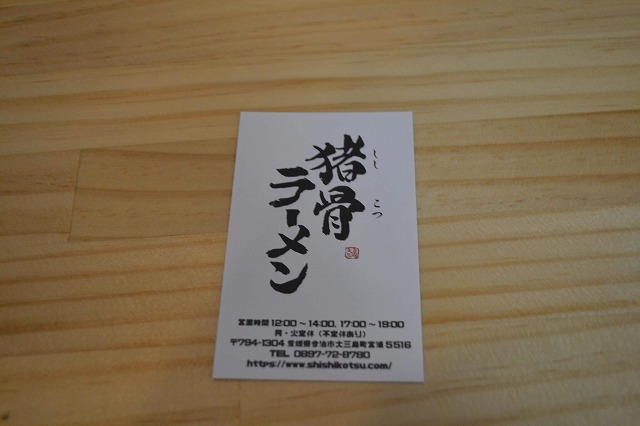 猪骨
しし こつ
ラーメン
営業時間 12:00～14:00, 17:00～19:00
月・火定休（不定休あり）
〒794-1304 愛媛県今治市大三島町宮浦 5516
TEL 0897-72-8780
https://www.shishikotsu.com/